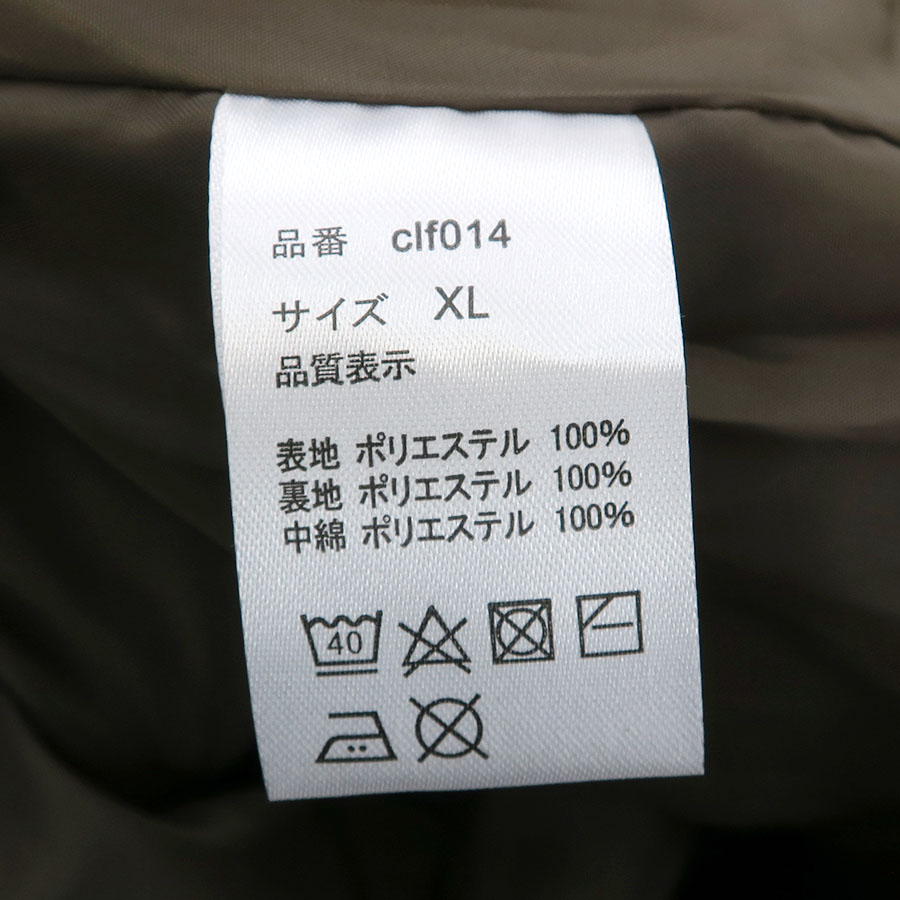 品番 clf014
サイズ XL
品質表示
表地 ポリエステル 100%
裏地 ポリエステル 100%
中綿 ポリエステル 100%
40